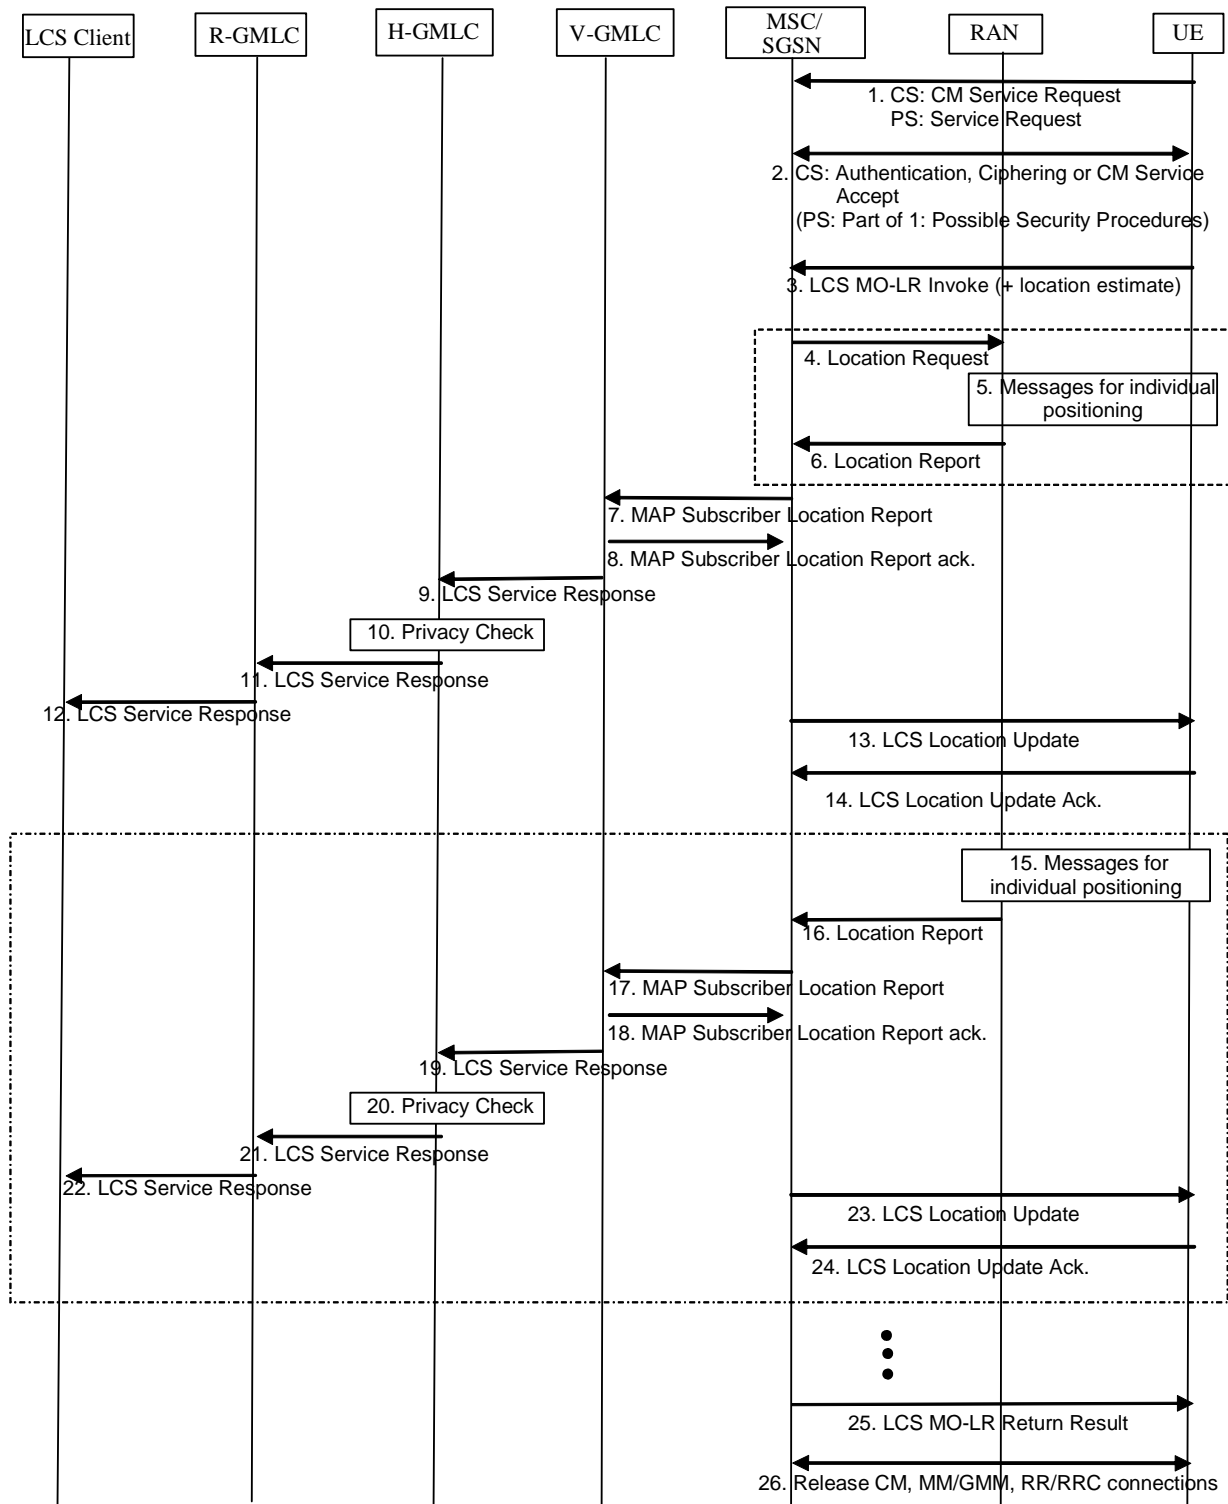 LCS Client
R-GMLC
H-GMLC
V-GMLC
MSC/
SGSN
RAN
UE
1. CS: CM Service Request
PS: Service Request
2. CS: Authentication, Ciphering or CM Service
Accept
(PS: Part of 1: Possible Security Procedures)
3. LCS MO-LR Invoke (+ location estimate)
4. Location Request
5. Messages for individual
positioning
6. Location Report
7. MAP Subscriber Location Report
8. MAP Subscriber Location Report ack.
9. LCS Service Response
10. Privacy Check
11. LCS Service Response
12. LCS Service Response
13. LCS Location Update
14. LCS Location Update Ack.
15. Messages for
individual positioning
16. Location Report
17. MAP Subscriber Location Report
18. MAP Subscriber Location Report ack.
19. LCS Service Response
20. Privacy Check
21. LCS Service Response
22. LCS Service Response
23. LCS Location Update
24. LCS Location Update Ack.
25. LCS MO-LR Return Result
26. Release CM, MM/GMM, RR/RRC connections